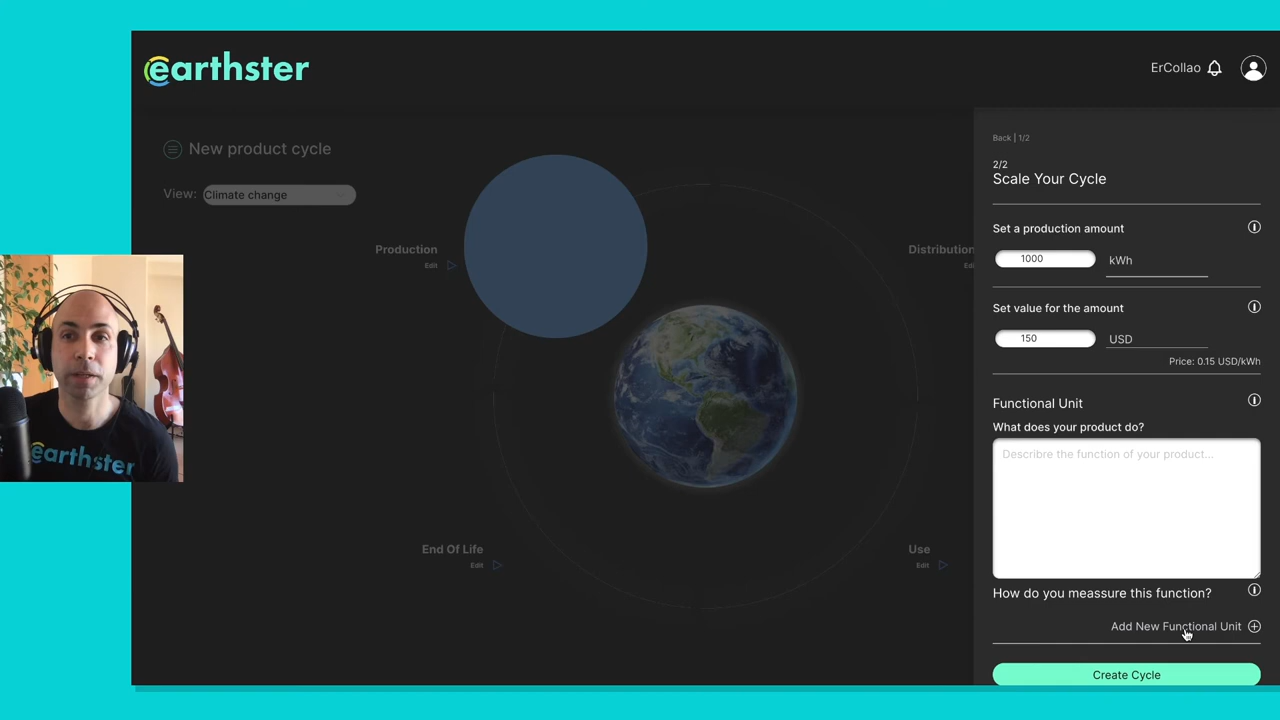 earthster
ErCollao
New product cycle
View: Climate change
Production
Edit
Distribution
Edi
End Of Life
Edit
Use
Edit
Back | 1/2
2/2
Scale Your Cycle
Set a production amount
1000 kWh
Set value for the amount
150 USD
Price: 0.15 USD/kWh
Functional Unit
What does your product do?
Describre the function of your product...
How do you meassure this function?
Add New Functional Unit
Create Cycle
earthster